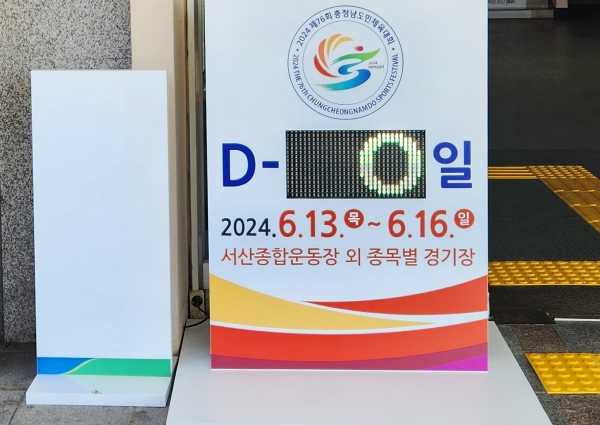 • 2024 제76회 충청남도민체육대회 •
2024 THE 76th CHUNGCHEONGNAMDO SPORTS FESTIVAL
D- 0일
2024.6.13.목~6.16.일
서산종합운동장 외 종목별 경기장